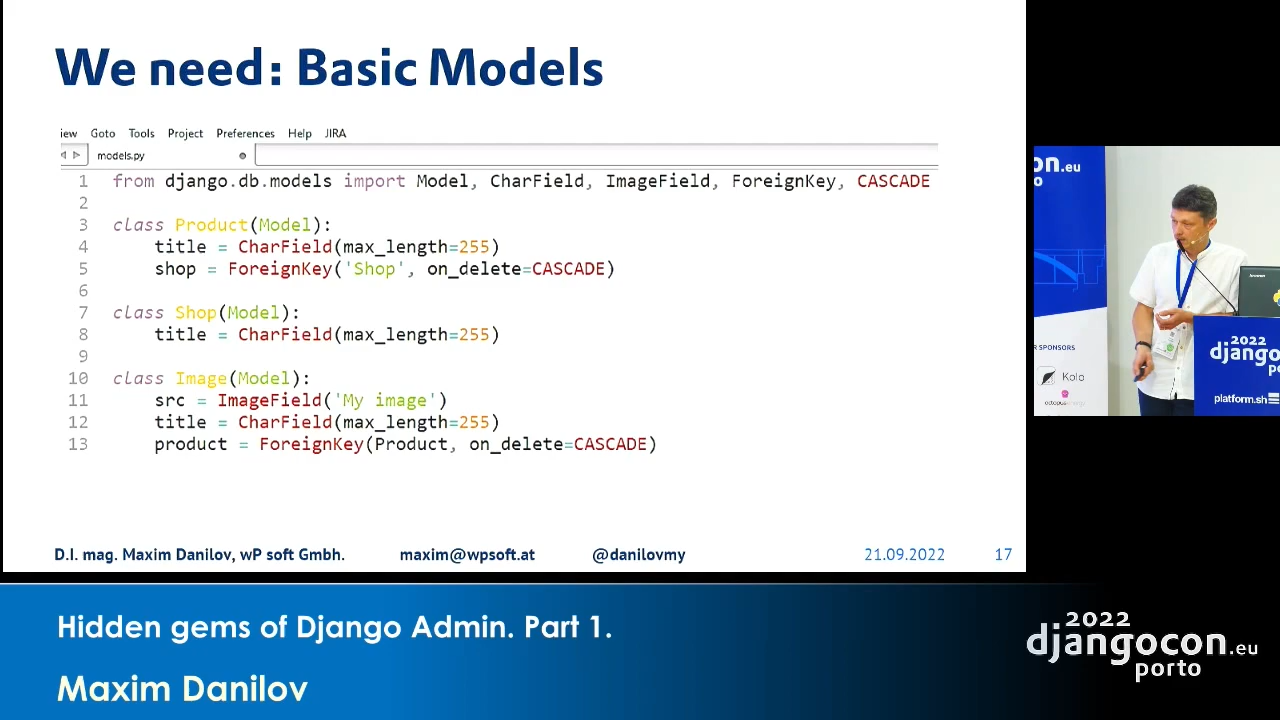 We need: Basic Models
iew Goto Tools Project Preferences Help JIRA
models.py
1 from django.db.models import Model, CharField, ImageField, ForeignKey, CASCADE
2
3 class Product(Model):
4 title = CharField(max_length=255)
5 shop = ForeignKey('Shop', on_delete=CASCADE)
6
7 class Shop(Model):
8 title = CharField(max_length=255)
9
10 class Image(Model):
11 src = ImageField('My image')
12 title = CharField(max_length=255)
13 product = ForeignKey(Product, on_delete=CASCADE)
D.I. mag. Maxim Danilov, wP soft Gmbh. maxim@wpsoft.at @danilovmy 21.09.2022 17
on.eu
o
R SPONSORS
Kolo
2022
django
po
platform.sh
Hidden gems of Django Admin. Part 1.
Maxim Danilov
2022
djangocon.eu
porto